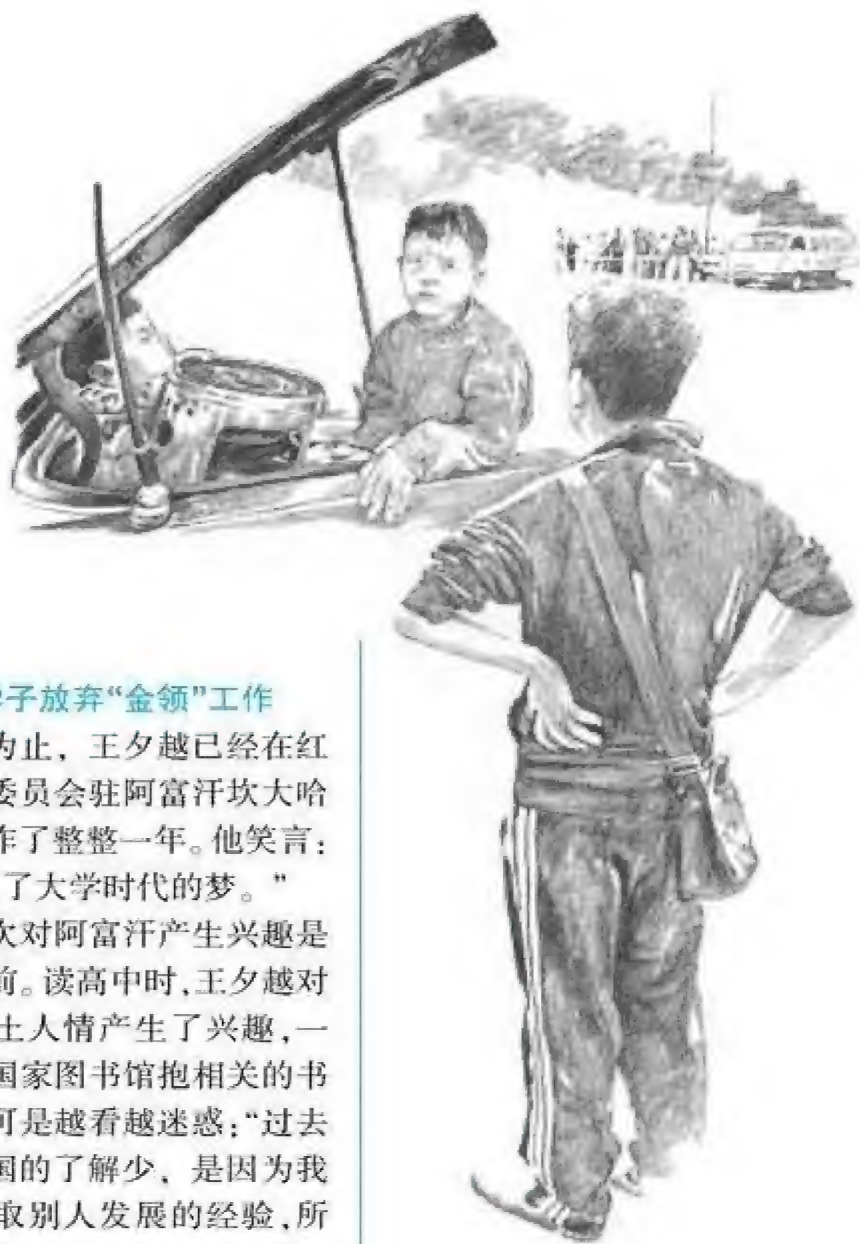 学子放弃“金领”工作
为止，王夕越已经在红
委员会驻阿富汗坎大哈
作了整整一年。他笑言：
了大学时代的梦。”
次对阿富汗产生兴趣是
前。读高中时，王夕越对
土人情产生了兴趣，一
国家图书馆抱相关的书
可是越看越迷惑：“过去
国的了解少，是因为我
取别人发展的经验，所